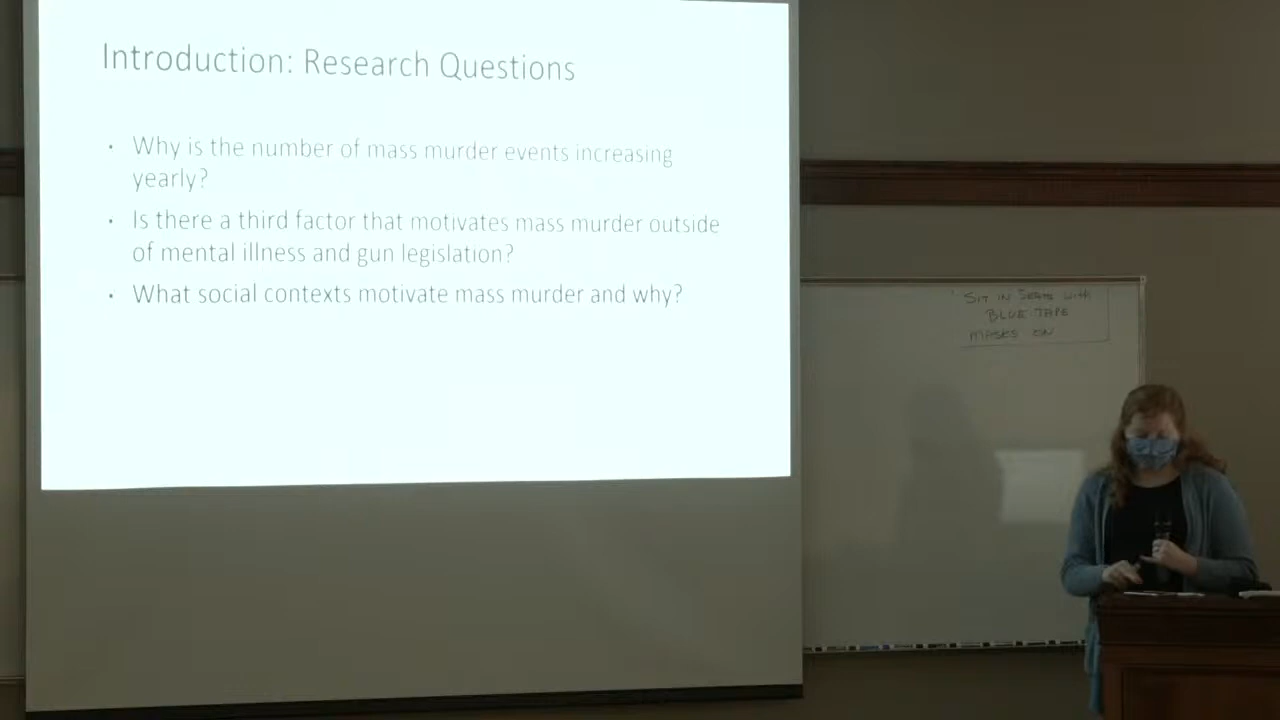 Introduction: Research Questions
• Why is the number of mass murder events increasing
yearly?
• Is there a third factor that motivates mass murder outside
of mental illness and gun legislation?
• What social contexts motivate mass murder and why?
SIT IN SEATS WITH
BLUE TAPE
MASKS ON